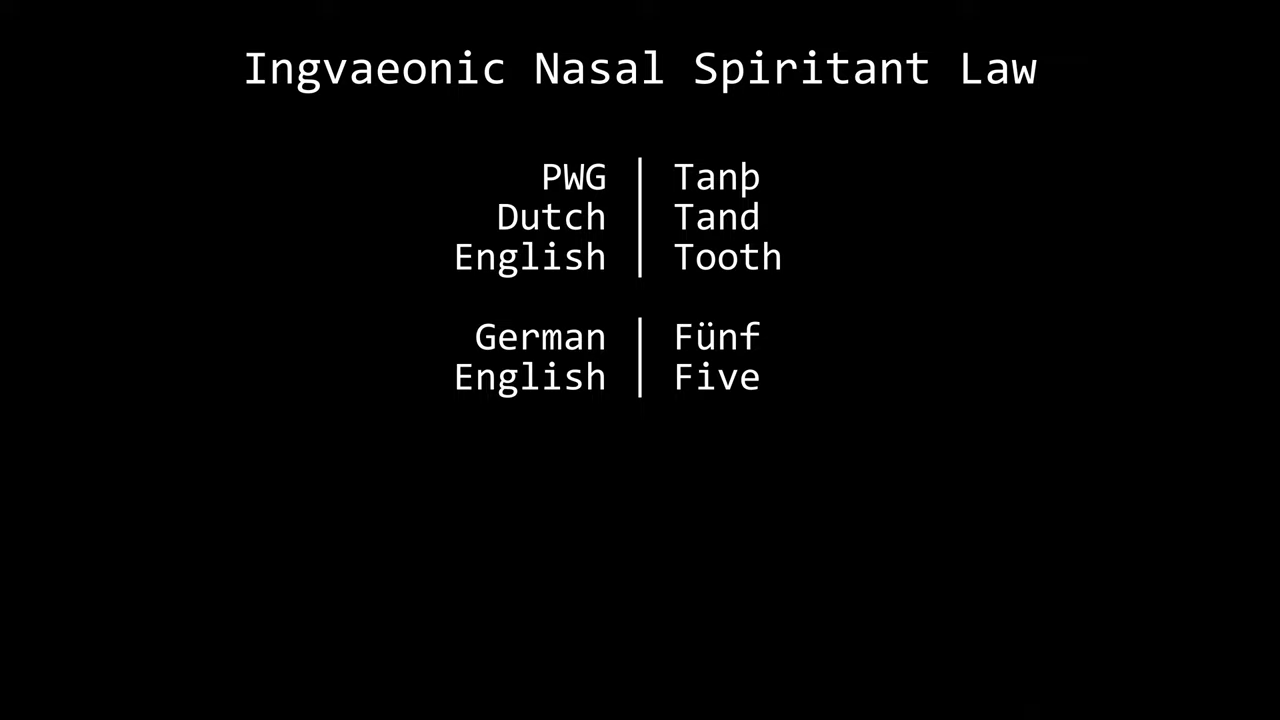 Ingvaeonic Nasal Spiritant Law
PWG | Tanþ
Dutch | Tand
English | Tooth
German | Fünf
English | Five